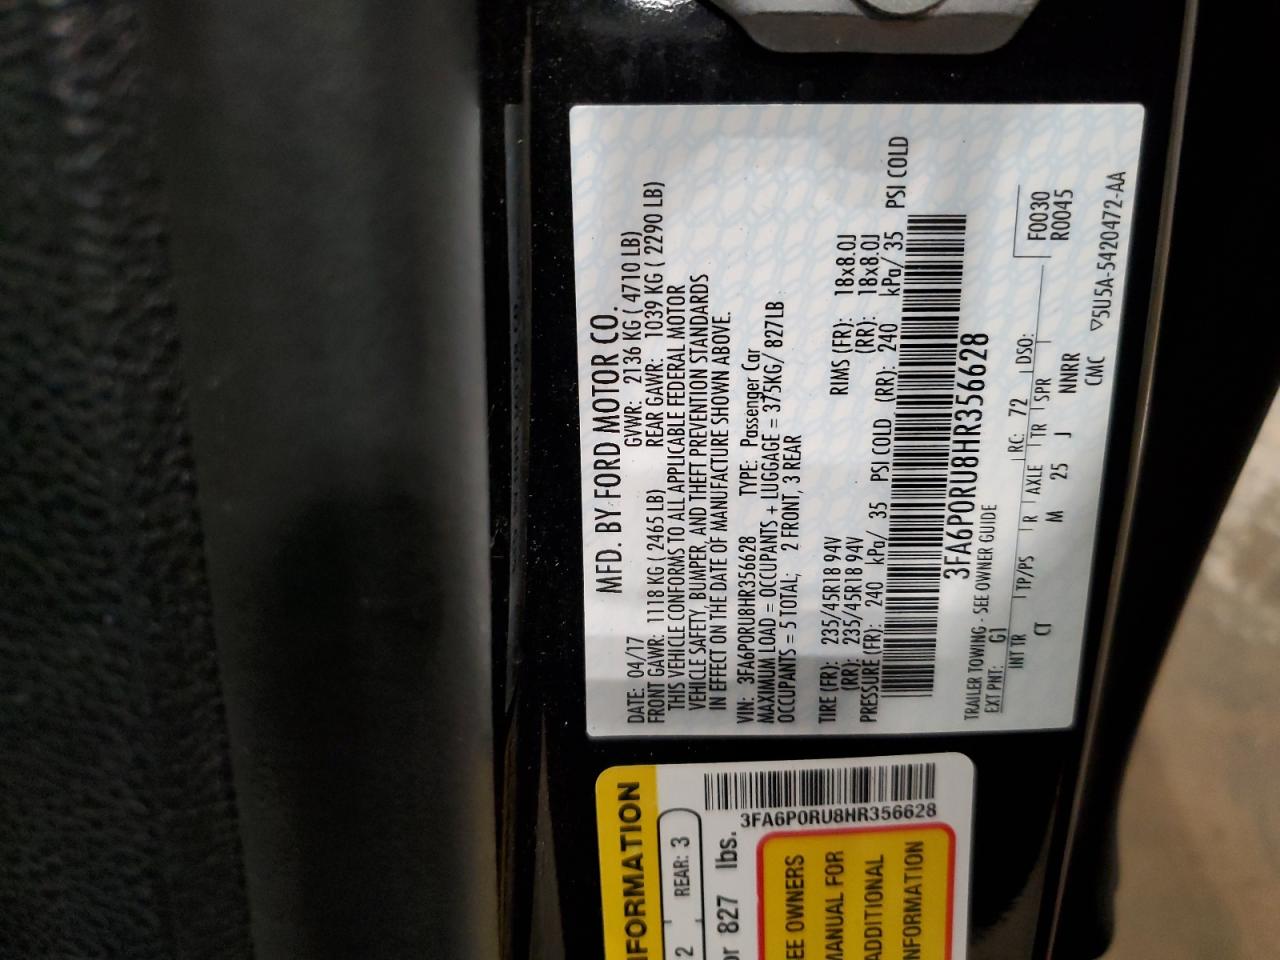 MFD. BY FORD MOTOR CO.
DATE: 04/17 GVWR: 2136 KG ( 4710 LB)
FRONT GAWR: 1118 KG ( 2465 LB) REAR GAWR: 1039 KG ( 2290 LB)
THIS VEHICLE CONFORMS TO ALL APPLICABLE FEDERAL MOTOR
VEHICLE SAFETY, BUMPER, AND THEFT PREVENTION STANDARDS
IN EFFECT ON THE DATE OF MANUFACTURE SHOWN ABOVE.
VIN: 3FA6P0RU8HR356628 TYPE: Passenger Car
MAXIMUM LOAD = OCCUPANTS + LUGGAGE = 375KG/ 827LB
OCCUPANTS = 5 TOTAL, 2 FRONT, 3 REAR
TIRE (FR): 235/45R18 94V RIMS (FR): 18x8.0J
(RR): 235/45R18 94V (RR): 18x8.0J
PRESSURE (FR): 240 kPa/ 35 PSI COLD (RR): 240 kPa/ 35 PSI COLD
3FA6P0RU8HR356628
TRAILER TOWING - SEE OWNER GUIDE
EXT PNT: G1 RC: 72 DSO:
INT TR TP/PS R AXLE TR SPR
CT M 25 J NNRR
F0030
R0045
CMC ▽5U5A-5420472-AA
NFORMATION
2 REAR: 3
or 827 lbs.
3FA6P0RU8HR356628
EE OWNERS
MANUAL FOR
ADDITIONAL
NFORMATION